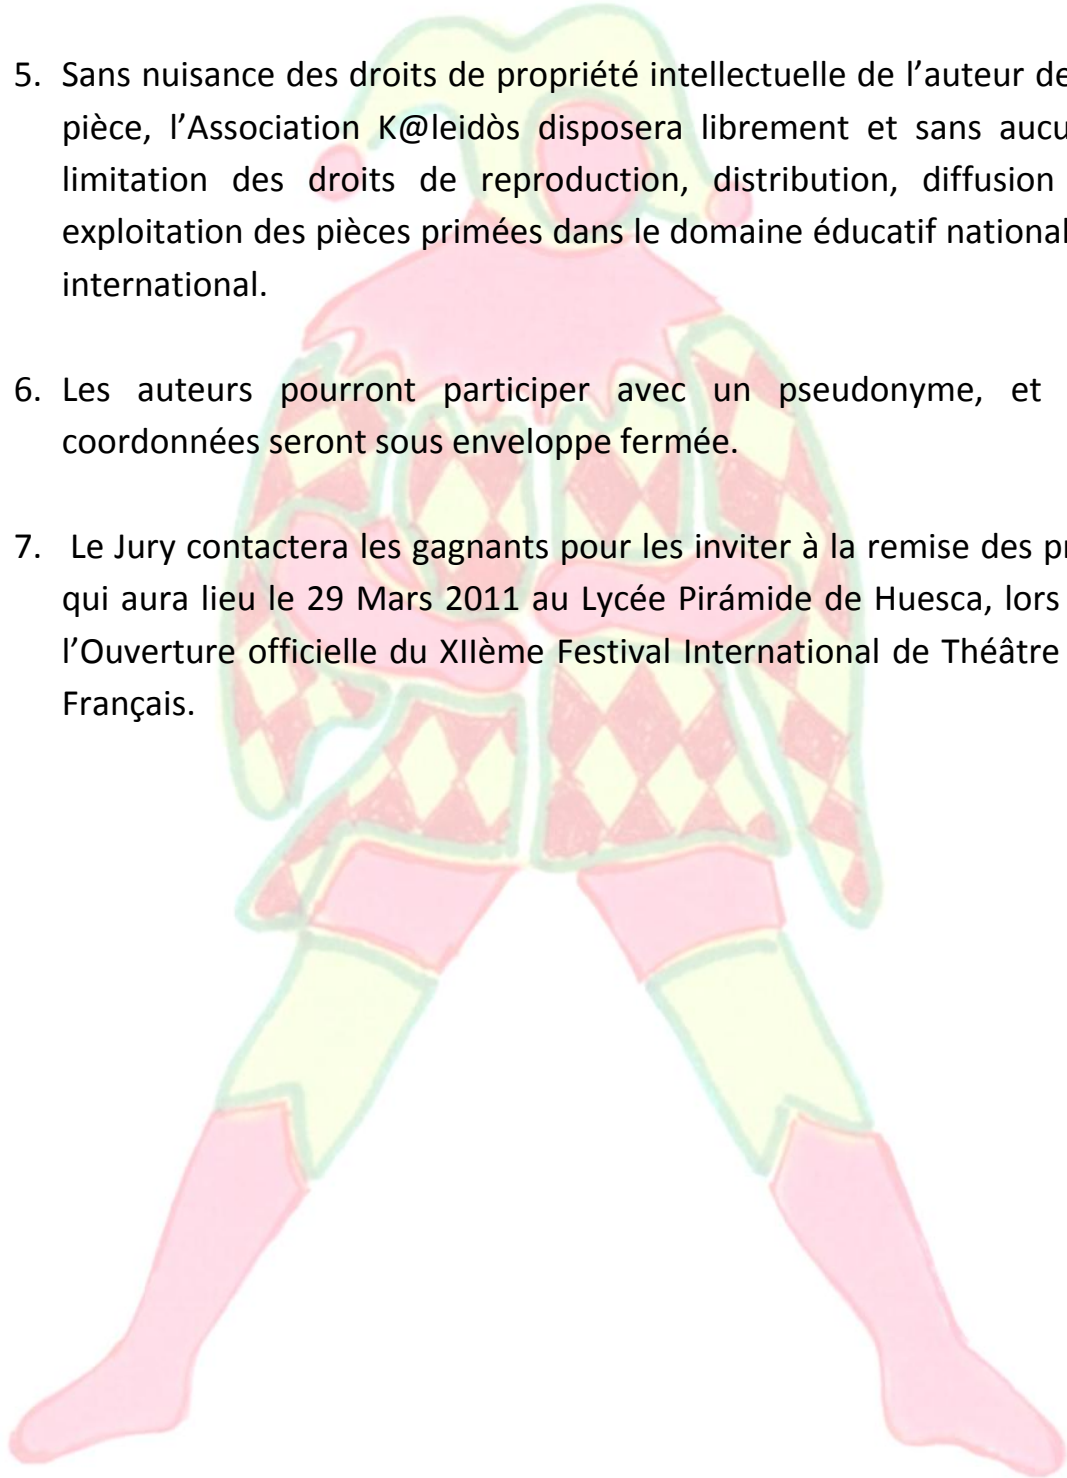 5. Sans nuisance des droits de propriété intellectuelle de l’auteur de
pièce, l’Association K@leidòs disposera librement et sans aucu
limitation des droits de reproduction, distribution, diffusion
exploitation des pièces primées dans le domaine éducatif national
international.
6. Les auteurs pourront participer avec un pseudonyme, et
coordonnées seront sous enveloppe fermée.
7. Le Jury contactera les gagnants pour les inviter à la remise des pr
qui aura lieu le 29 Mars 2011 au Lycée Pirámide de Huesca, lors
l’Ouverture officielle du XIIème Festival International de Théâtre
Français.